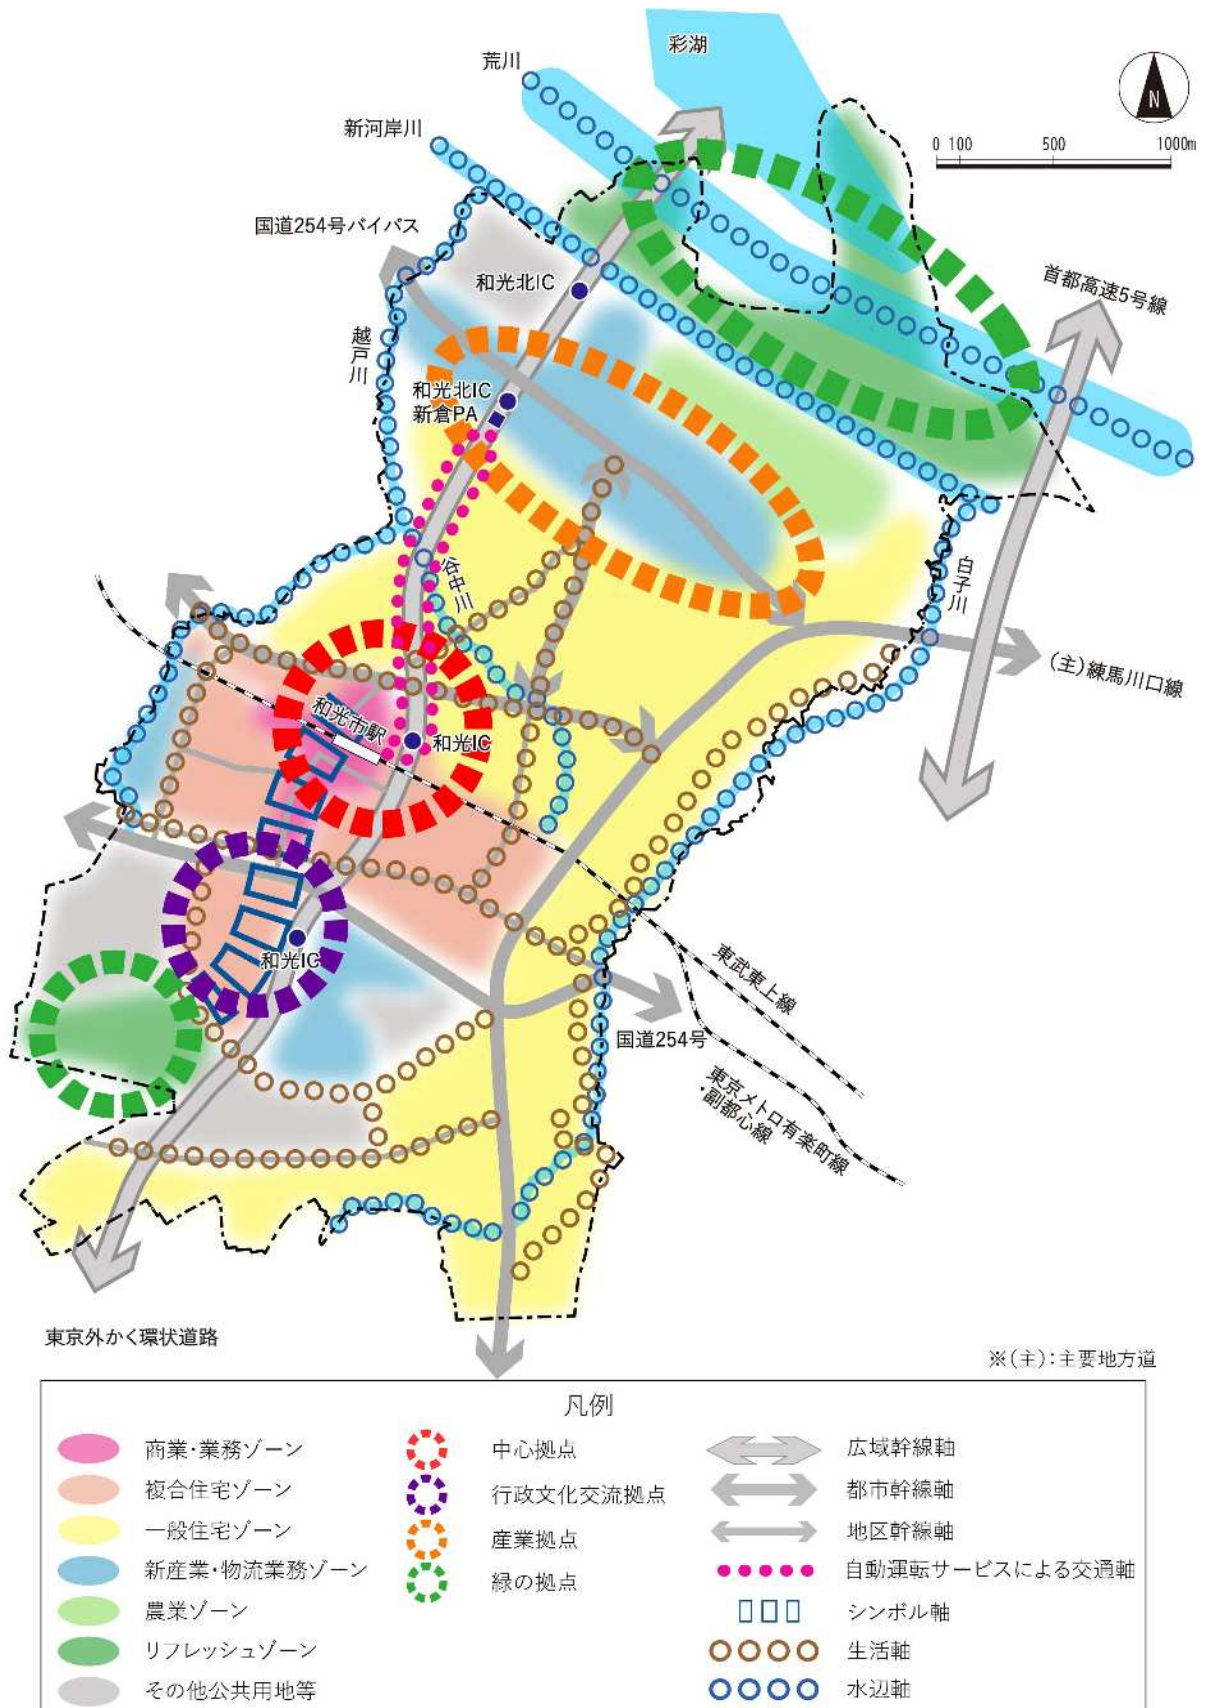 彩湖
荒川
N
新河岸川
0 100 500 1000m
国道254号バイパス
和光北IC
首都高速5号線
越戸川
和光北IC
新倉PA
谷中川
白子川
(主)練馬川口線
和光市駅
和光IC
和光IC
東武東上線
国道254号
東京メトロ有楽町線
・副都心線
東京外かく環状道路
※(主):主要地方道
凡例
商業・業務ゾーン
複合住宅ゾーン
一般住宅ゾーン
新産業・物流業務ゾーン
農業ゾーン
リフレッシュゾーン
その他公共用地等
中心拠点
行政文化交流拠点
産業拠点
緑の拠点
広域幹線軸
都市幹線軸
地区幹線軸
自動運転サービスによる交通軸
シンボル軸
生活軸
水辺軸